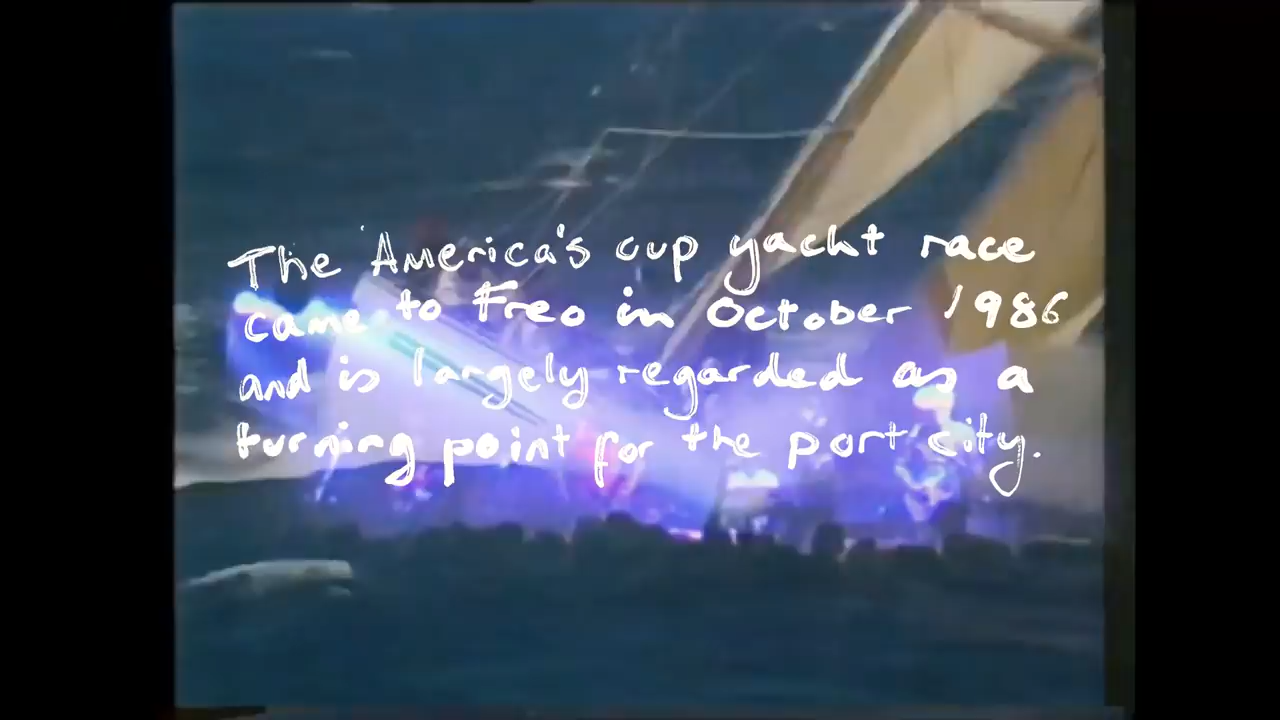 The America's cup yacht race
came to Freo in October 1986
and is largely regarded as a
turning point for the port city.